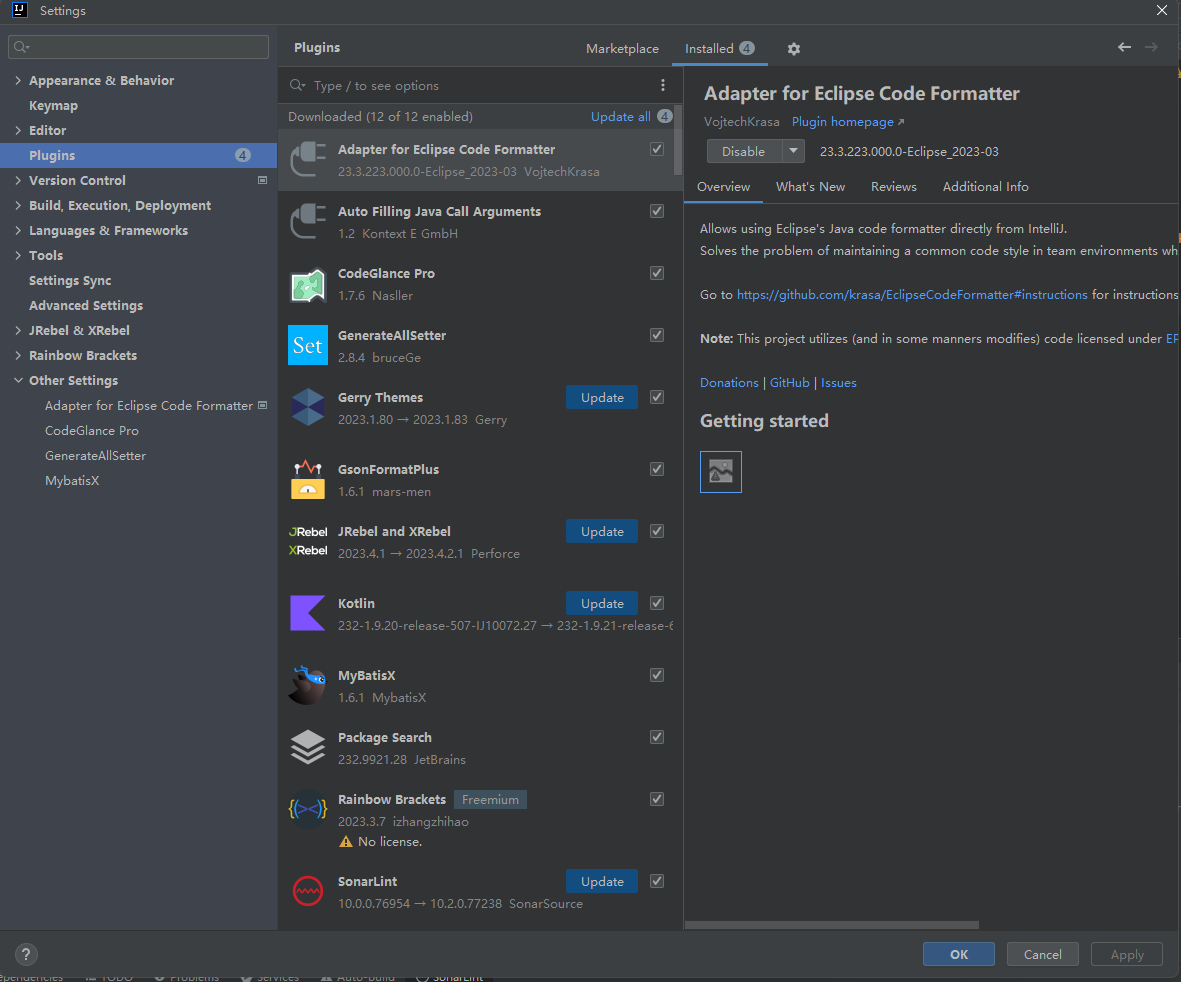 Settings
Appearance & Behavior
Keymap
Editor
Plugins 4
Version Control
Build, Execution, Deployment
Languages & Frameworks
Tools
Settings Sync
Advanced Settings
JRebel & XRebel
Rainbow Brackets
Other Settings
Adapter for Eclipse Code Formatter
CodeGlance Pro
GenerateAllSetter
MybatisX
Plugins
Marketplace
Installed 4
Type / to see options
Downloaded (12 of 12 enabled) Update all 4
Adapter for Eclipse Code Formatter
23.3.223.000.0-Eclipse_2023-03 VojtechKrasa
Auto Filling Java Call Arguments
1.2 Kontext E GmbH
CodeGlance Pro
1.7.6 Nasller
Set
GenerateAllSetter
2.8.4 bruceGe
Gerry Themes Update
2023.1.80 → 2023.1.83 Gerry
GsonFormatPlus
1.6.1 mars-men
JRebel
XRebel
JRebel and XRebel Update
2023.4.1 → 2023.4.2.1 Perforce
Kotlin Update
232-1.9.20-release-507-IJ10072.27 → 232-1.9.21-release-6
MyBatisX
1.6.1 MybatisX
Package Search
232.9921.28 JetBrains
Rainbow Brackets Freemium
2023.3.7 izhangzhihao
No license.
SonarLint Update
10.0.0.76954 → 10.2.0.77238 SonarSource
Adapter for Eclipse Code Formatter
VojtechKrasa Plugin homepage ↗
Disable 23.3.223.000.0-Eclipse_2023-03
Overview What's New Reviews Additional Info
Allows using Eclipse's Java code formatter directly from IntelliJ.
Solves the problem of maintaining a common code style in team environments wh
Go to https://github.com/krasa/EclipseCodeFormatter#instructions for instructions
Note: This project utilizes (and in some manners modifies) code licensed under EP
Donations | GitHub | Issues
Getting started
?
OK Cancel Apply
ependencies TODO Problems Services Auto-build SonarLint